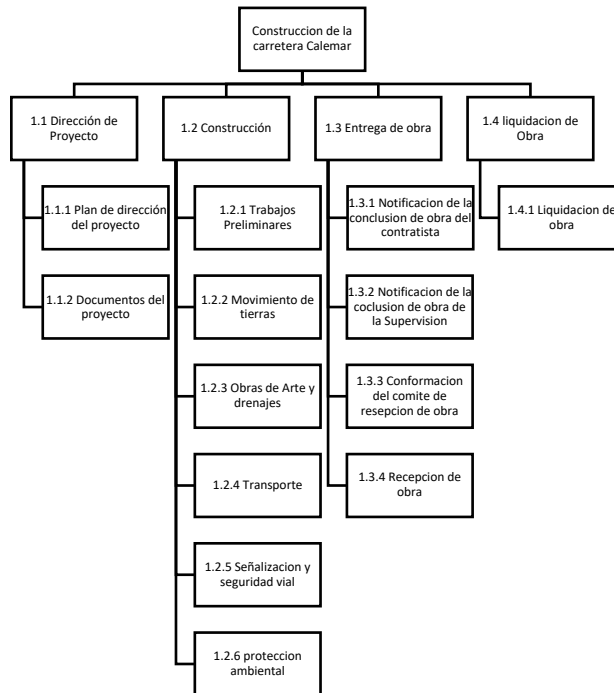 Construccion de la
carretera Calemar
1.1 Dirección de
Proyecto
1.1.1 Plan de dirección
del proyecto
1.1.2 Documentos del
proyecto
1.2 Construcción
1.2.1 Trabajos
Preliminares
1.2.2 Movimiento de
tierras
1.2.3 Obras de Arte y
drenajes
1.2.4 Transporte
1.2.5 Señalizacion y
seguridad vial
1.2.6 proteccion
ambiental
1.3 Entrega de obra
1.3.1 Notificacion de la
conclusion de obra del
contratista
1.3.2 Notificacion de la
coclusion de obra de
la Supervision
1.3.3 Conformacion
del comite de
resepcion de obra
1.3.4 Recepcion de
obra
1.4 liquidacion de
Obra
1.4.1 Liquidacion de
obra